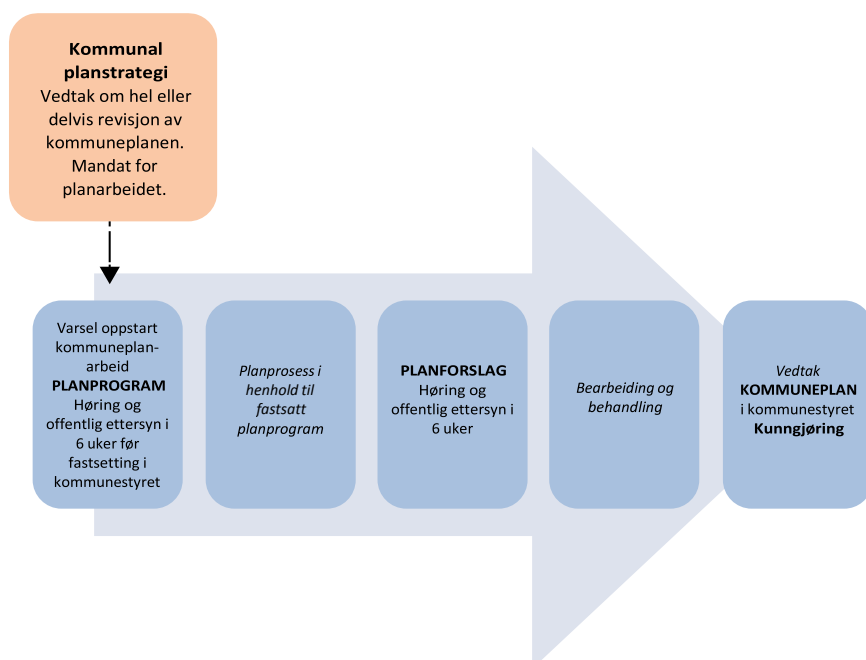 Kommunal
planstrategi
Vedtak om hel eller
delvis revisjon av
kommuneplanen.
Mandat for
planarbeidet.
Varsel oppstart
kommuneplan-
arbeid
PLANPROGRAM
Høring og
offentlig ettersyn i
6 uker før
fastsetting i
kommunestyret
Planprosess i
henhold til
fastsatt
planprogram
PLANFORSLAG
Høring og
offentlig ettersyn i
6 uker
Bearbeiding og
behandling
Vedtak
KOMMUNEPLAN
i kommunestyret
Kunngjøring